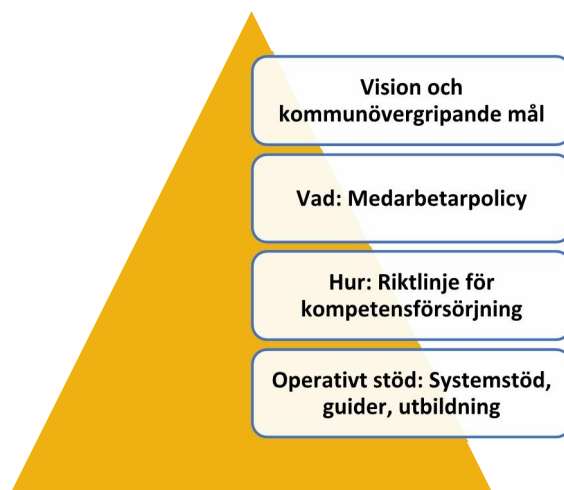 Vision och
kommunövergripande mål
Vad: Medarbetarpolicy
Hur: Riktlinje för
kompetensförsörjning
Operativt stöd: Systemstöd,
guider, utbildning